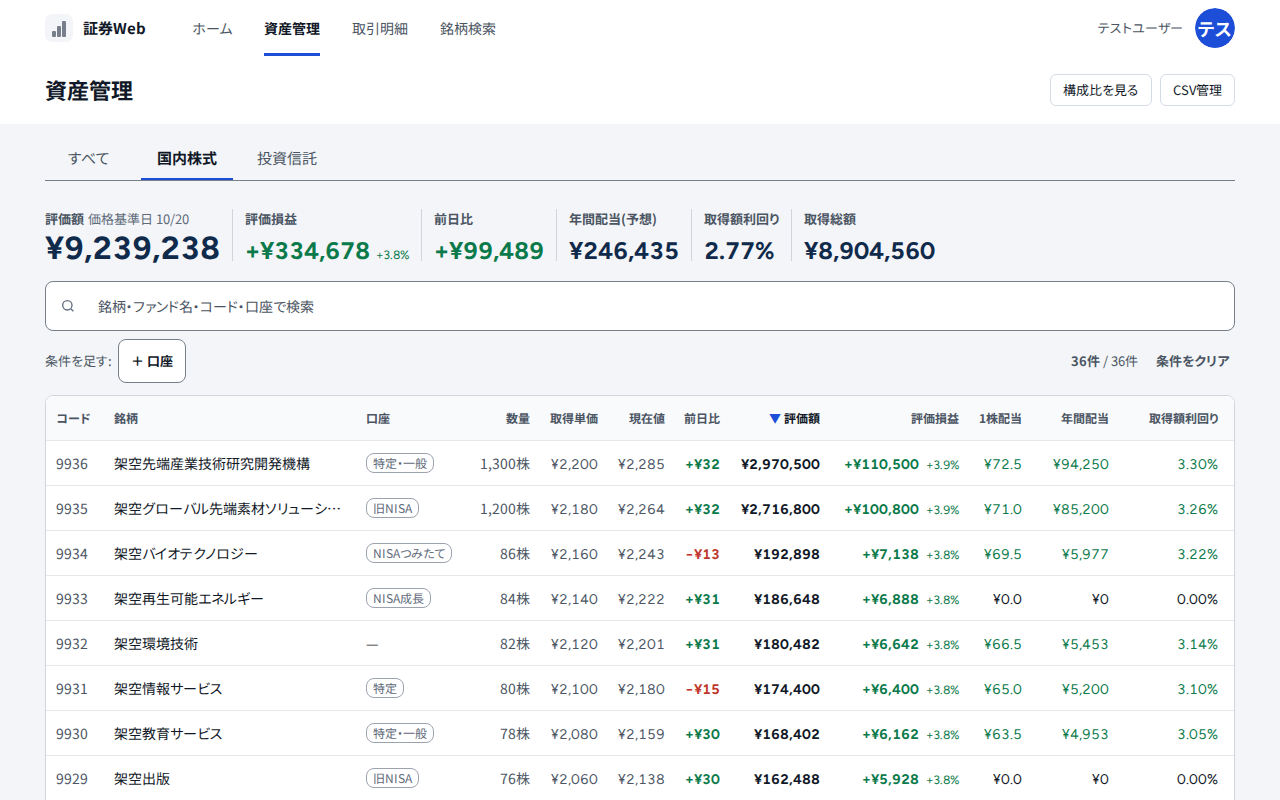 証券Web ホーム 資産管理 取引明細 銘柄検索 テストユーザー テス
資産管理 構成比を見る CSV管理
すべて 国内株式 投資信託
評価額 価格基準日 10/20 評価損益 前日比 年間配当(予想) 取得額利回り 取得総額
¥9,239,238 +¥334,678 +3.8% +¥99,489 ¥246,435 2.77% ¥8,904,560
銘柄・ファンド名・コード・口座で検索
条件を足す: ＋ 口座 36件 / 36件 条件をクリア
コード 銘柄 口座 数量 取得単価 現在値 前日比 ▼ 評価額 評価損益 1株配当 年間配当 取得額利回り
9936 架空先端産業技術研究開発機構 特定・一般 1,300株 ¥2,200 ¥2,285 +¥32 ¥2,970,500 +¥110,500 +3.9% ¥72.5 ¥94,250 3.30%
9935 架空グローバル先端素材ソリューシ… 旧NISA 1,200株 ¥2,180 ¥2,264 +¥32 ¥2,716,800 +¥100,800 +3.9% ¥71.0 ¥85,200 3.26%
9934 架空バイオテクノロジー NISAつみたて 86株 ¥2,160 ¥2,243 -¥13 ¥192,898 +¥7,138 +3.8% ¥69.5 ¥5,977 3.22%
9933 架空再生可能エネルギー NISA成長 84株 ¥2,140 ¥2,222 +¥31 ¥186,648 +¥6,888 +3.8% ¥0.0 ¥0 0.00%
9932 架空環境技術 — 82株 ¥2,120 ¥2,201 +¥31 ¥180,482 +¥6,642 +3.8% ¥66.5 ¥5,453 3.14%
9931 架空情報サービス 特定 80株 ¥2,100 ¥2,180 -¥15 ¥174,400 +¥6,400 +3.8% ¥65.0 ¥5,200 3.10%
9930 架空教育サービス 特定・一般 78株 ¥2,080 ¥2,159 +¥30 ¥168,402 +¥6,162 +3.8% ¥63.5 ¥4,953 3.05%
9929 架空出版 旧NISA 76株 ¥2,060 ¥2,138 +¥30 ¥162,488 +¥5,928 +3.8% ¥0.0 ¥0 0.00%